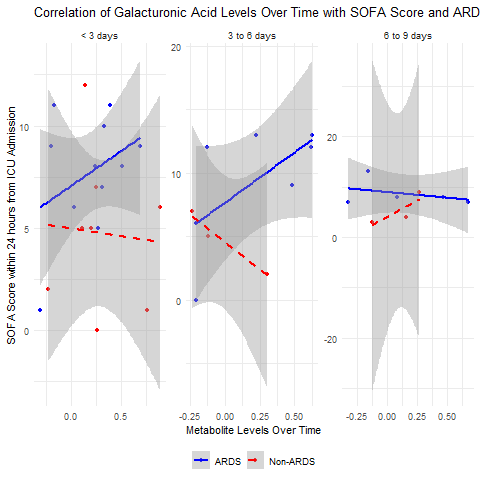 Correlation of Galacturonic Acid Levels Over Time with SOFA Score and ARD
< 3 days
3 to 6 days
6 to 9 days
SOFA Score within 24 hours from ICU Admission
10
5
0
20
10
0
20
0
-20
0.0 0.5
-0.25 0.00 0.25 0.50
-0.25 0.00 0.25 0.50
Metabolite Levels Over Time
ARDS Non-ARDS